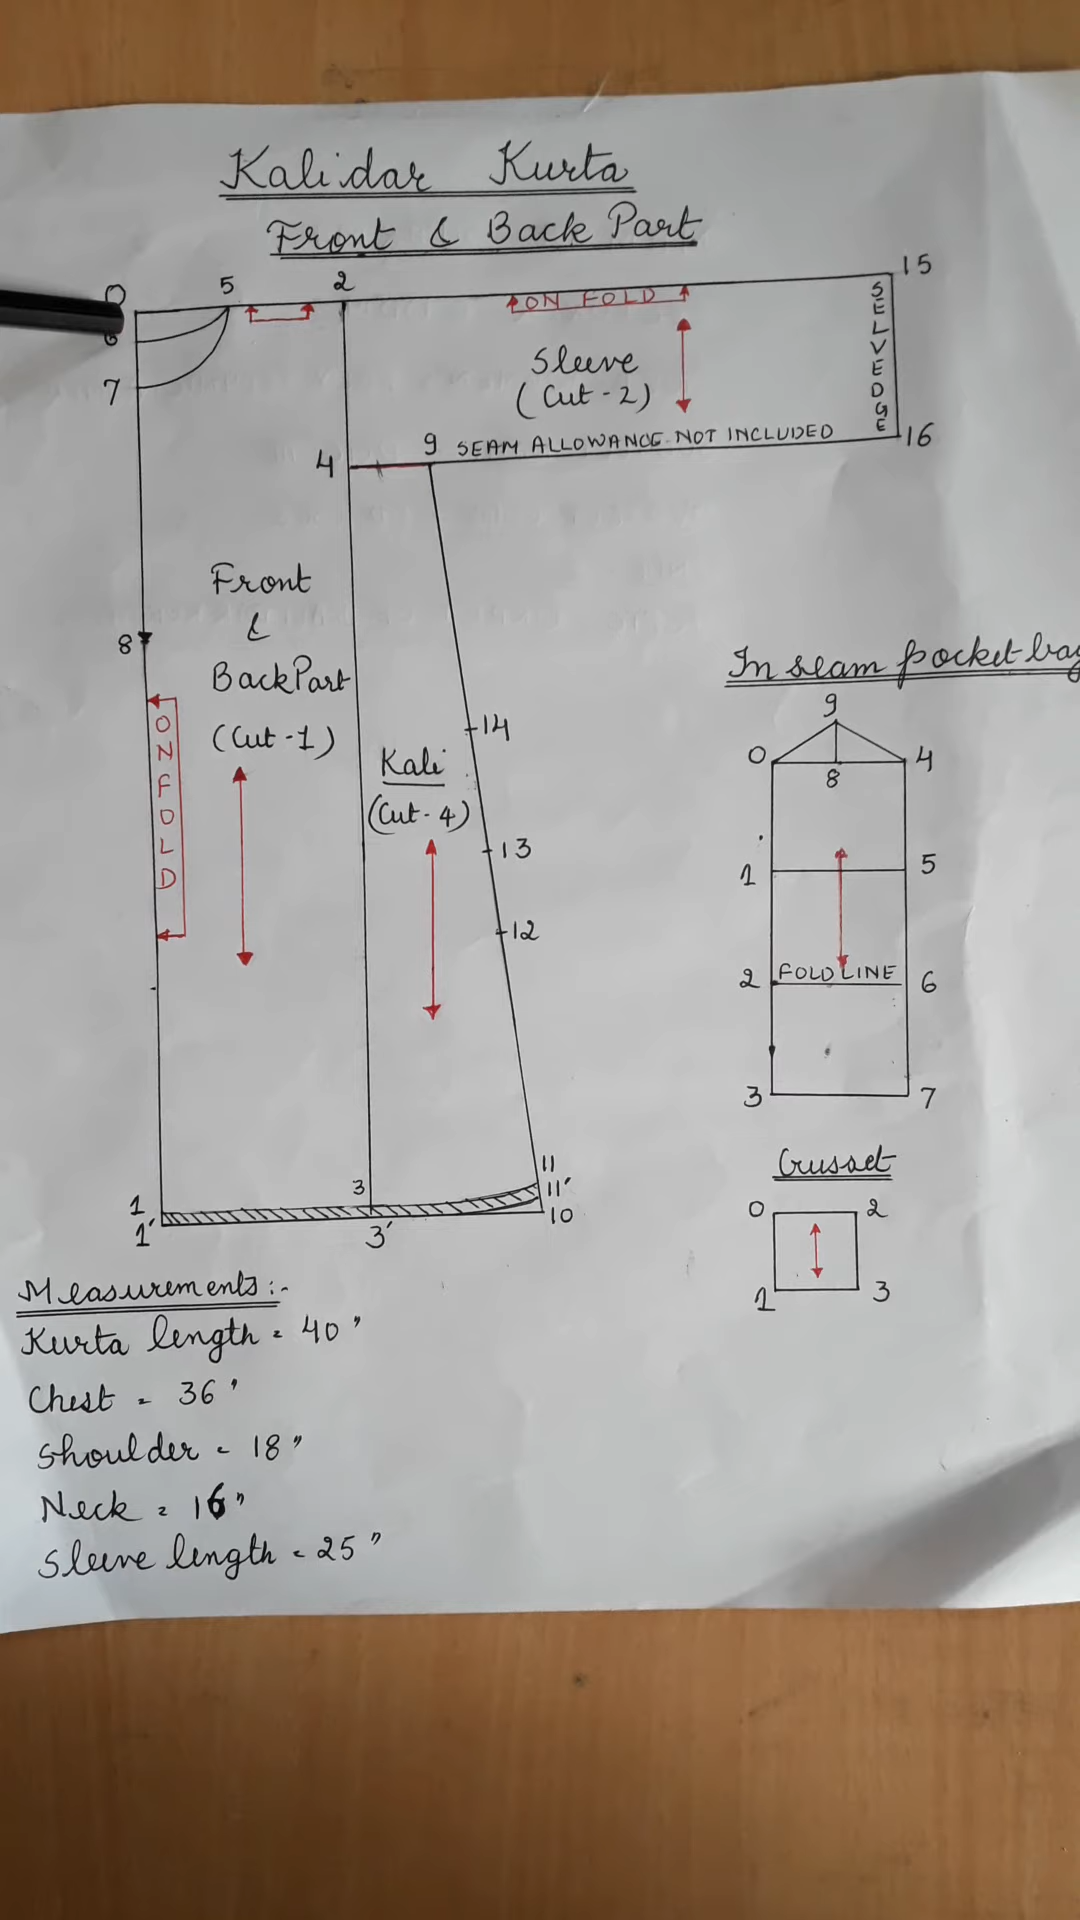 Kalidar Kurta
Front & Back Part
0 5 2 15
6
7
ON FOLD
SELVEDGE
Sleeve
(Cut-2)
4 9 SEAM ALLOWANCE NOT INCLUDED 16
Front
&
Back Part
(Cut-1)
8
ON FOLD
Kali
(Cut-4)
14
13
12
11
11'
10
1
1'
3
3'
In seam pocket bag
9
0 8 4
1 5
2 FOLD LINE 6
3 7
Gusset
0 2
1 3
Measurements:-
Kurta length = 40"
Chest = 36"
Shoulder = 18"
Neck = 16"
Sleeve length = 25"